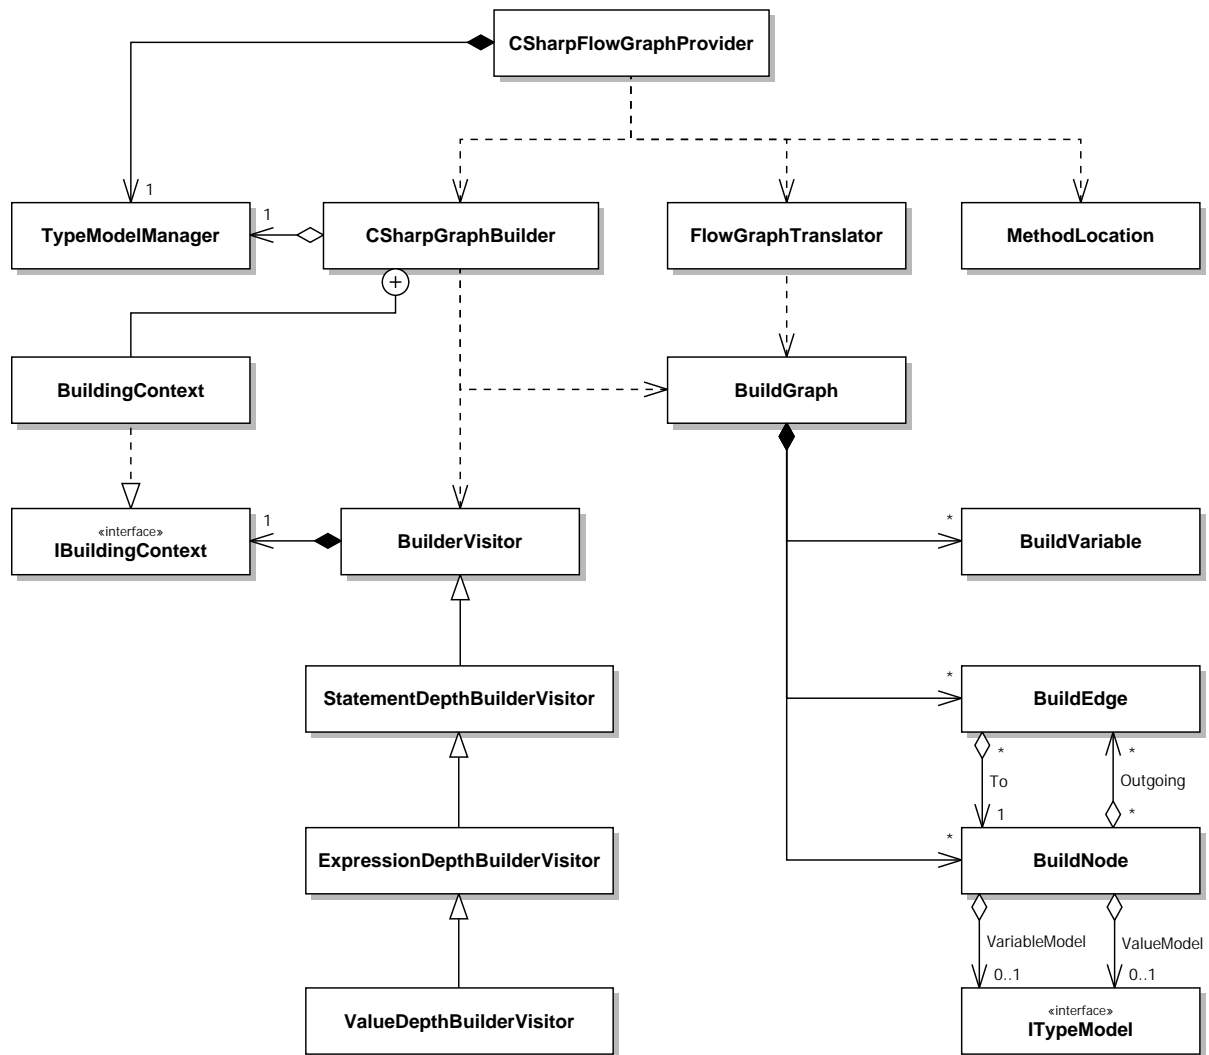 CSharpFlowGraphProvider
1
TypeModelManager
1
CSharpGraphBuilder
FlowGraphTranslator
MethodLocation
BuildingContext
BuildGraph
«interface»
IBuildingContext
1
BuilderVisitor
*
BuildVariable
StatementDepthBuilderVisitor
*
BuildEdge
*
*
To
Outgoing
1
*
ExpressionDepthBuilderVisitor
*
BuildNode
VariableModel
ValueModel
0..1
0..1
ValueDepthBuilderVisitor
«interface»
ITypeModel